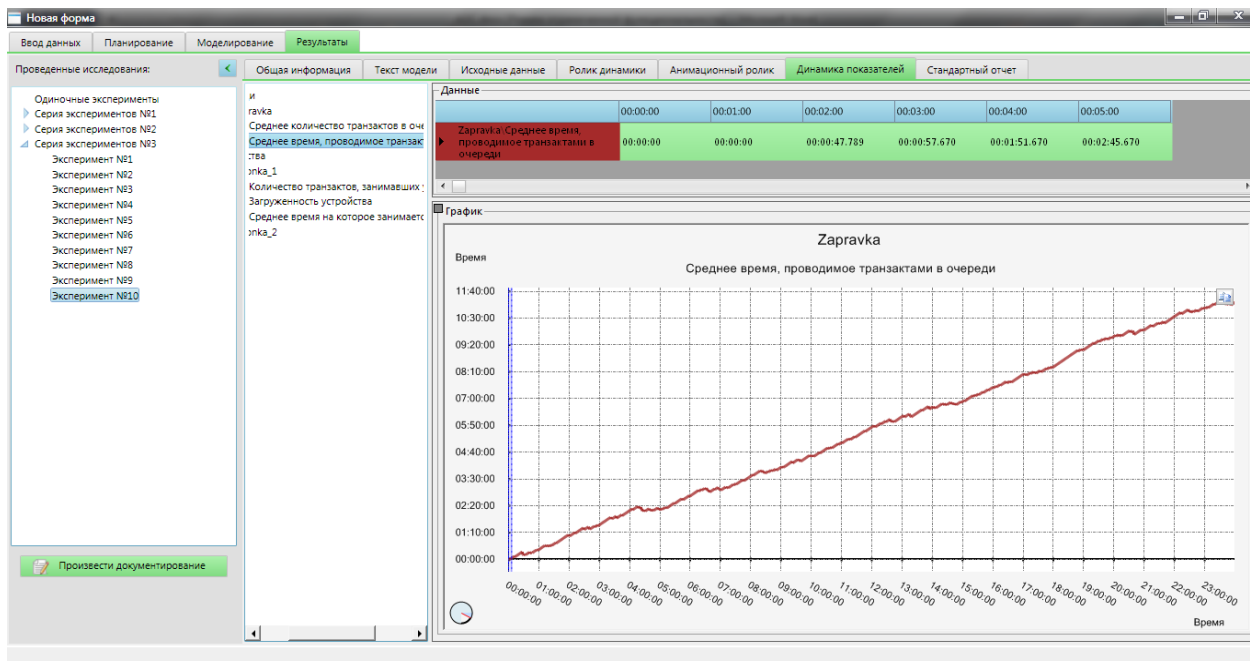 Новая форма
Ввод данных Планирование Моделирование Результаты
Проведенные исследования:
Общая информация Текст модели Исходные данные Ролик динамики Анимационный ролик Динамика показателей Стандартный отчет
Одиночные эксперименты
Серия экспериментов №1
Серия экспериментов №2
Серия экспериментов №3
Эксперимент №1
Эксперимент №2
Эксперимент №3
Эксперимент №4
Эксперимент №5
Эксперимент №6
Эксперимент №7
Эксперимент №8
Эксперимент №9
Эксперимент №10
Произвести документирование
и
ravka
Среднее количество транзактов в оче
Среднее время, проводимое транзак
тва
onka_1
Количество транзактов, занимавших
Загруженность устройства
Среднее время на которое занимаетс
onka_2
Данные
00:00:00 00:01:00 00:02:00 00:03:00 00:04:00 00:05:00
Zapravka\Среднее время,
проводимое транзактами в
очереди
00:00:00 00:00:00 00:00:47.789 00:00:57.670 00:01:51.670 00:02:45.670
График
Zapravka
Время
Среднее время, проводимое транзактами в очереди
11:40:00
10:30:00
09:20:00
08:10:00
07:00:00
05:50:00
04:40:00
03:30:00
02:20:00
01:10:00
00:00:00
00:00:00 01:00:00 02:00:00 03:00:00 04:00:00 05:00:00 06:00:00 07:00:00 08:00:00 09:00:00 10:00:00 11:00:00 12:00:00 13:00:00 14:00:00 15:00:00 16:00:00 17:00:00 18:00:00 19:00:00 20:00:00 21:00:00 22:00:00 23:00:00
Время